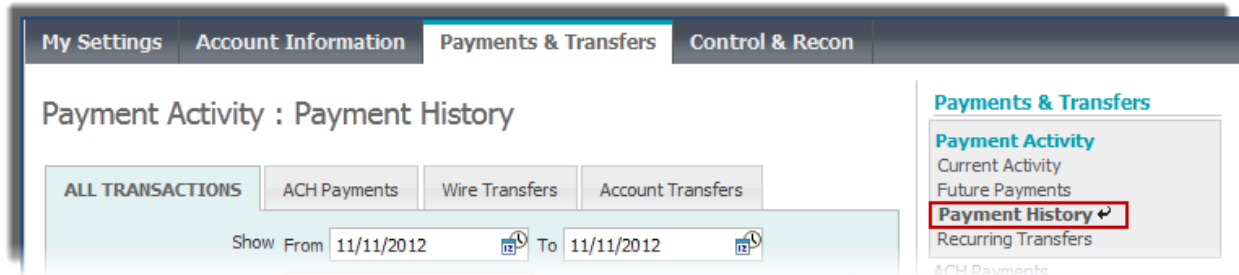 My Settings Account Information Payments & Transfers Control & Recon
Payment Activity : Payment History
ALL TRANSACTIONS ACH Payments Wire Transfers Account Transfers
Show From 11/11/2012 To 11/11/2012
Payments & Transfers
Payment Activity
Current Activity
Future Payments
Payment History
Recurring Transfers
ACH Payments